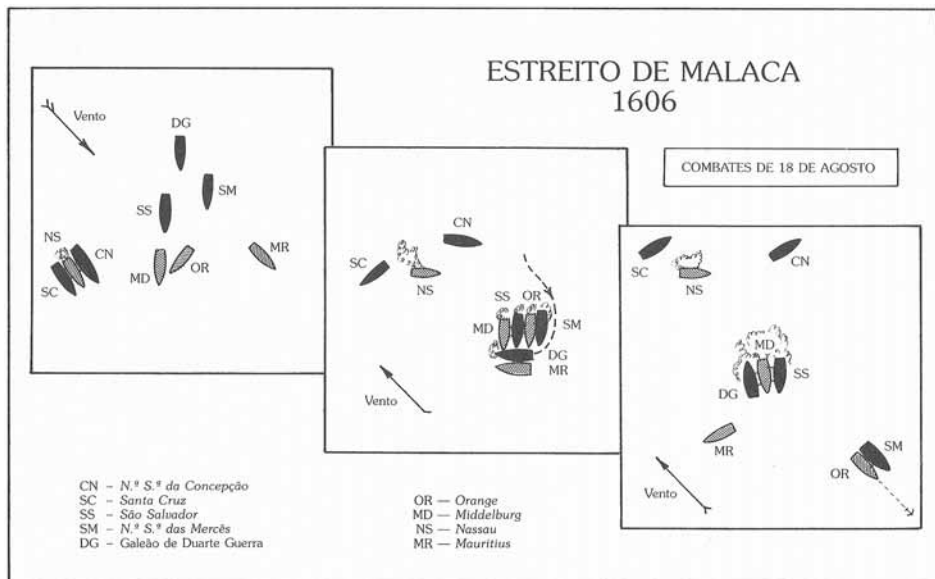 ESTREITO DE MALACA
1606
COMBATES DE 18 DE AGOSTO
Vento
DG
SM
SS
NS
CN
SC
MD
OR
MR
CN
SC
NS
SS OR
MD
SM
DG
MR
Vento
SC
NS
CN
MD
SS
DG
MR
SM
OR
Vento
CN – N.ª S.ª da Concepção
SC – Santa Cruz
SS – São Salvador
SM – N.ª S.ª das Mercês
DG – Galeão de Duarte Guerra
OR — Orange
MD — Middelburg
NS — Nassau
MR — Mauritius